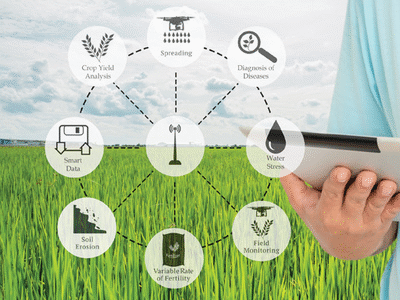 Spreading
Crop Yield
Analysis
Diagnosis of
Diseases
Smart
Data
Water
Stress
Soil
Erosion
Field
Monitoring
Variable Rate
of Fertility